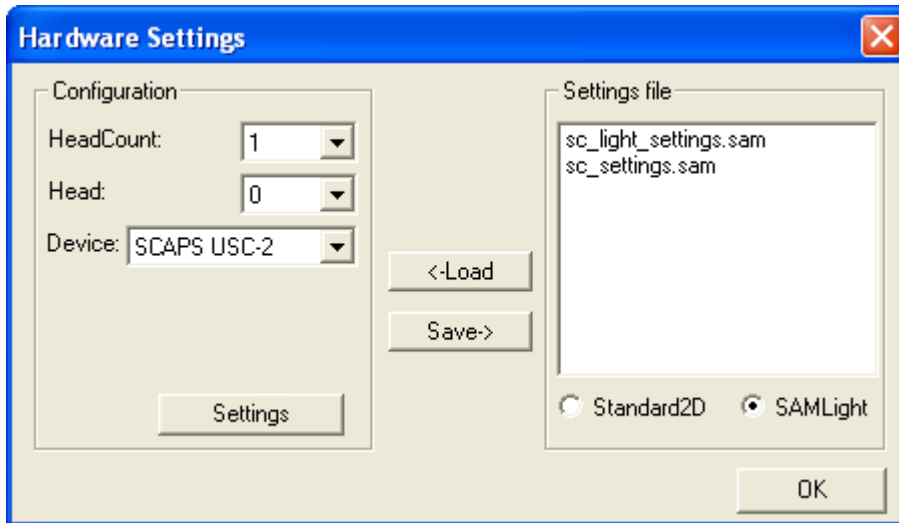 Hardware Settings
Configuration
HeadCount: 1
Head: 0
Device: SCAPS USC-2
Settings
<-Load
Save->
Settings file
sc_light_settings.sam
sc_settings.sam
Standard2D SAMLight
OK